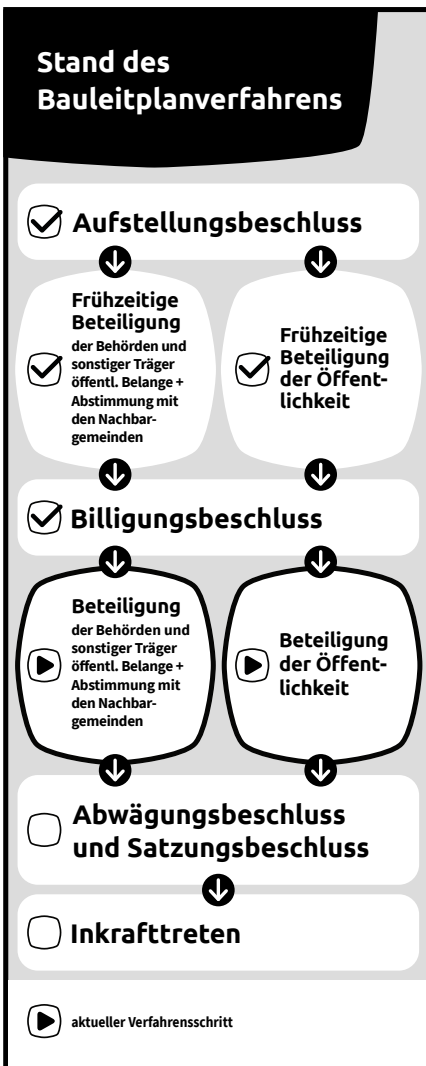 Stand des
Bauleitplanverfahrens
Aufstellungsbeschluss
Frühzeitige
Beteiligung
der Behörden und
sonstiger Träger
öffentl. Belange +
Abstimmung mit
den Nachbar-
gemeinden
Frühzeitige
Beteiligung
der Öffent-
lichkeit
Billigungsbeschluss
Beteiligung
der Behörden und
sonstiger Träger
öffentl. Belange +
Abstimmung mit
den Nachbar-
gemeinden
Beteiligung
der Öffent-
lichkeit
Abwägungsbeschluss
und Satzungsbeschluss
Inkrafttreten
aktueller Verfahrensschritt